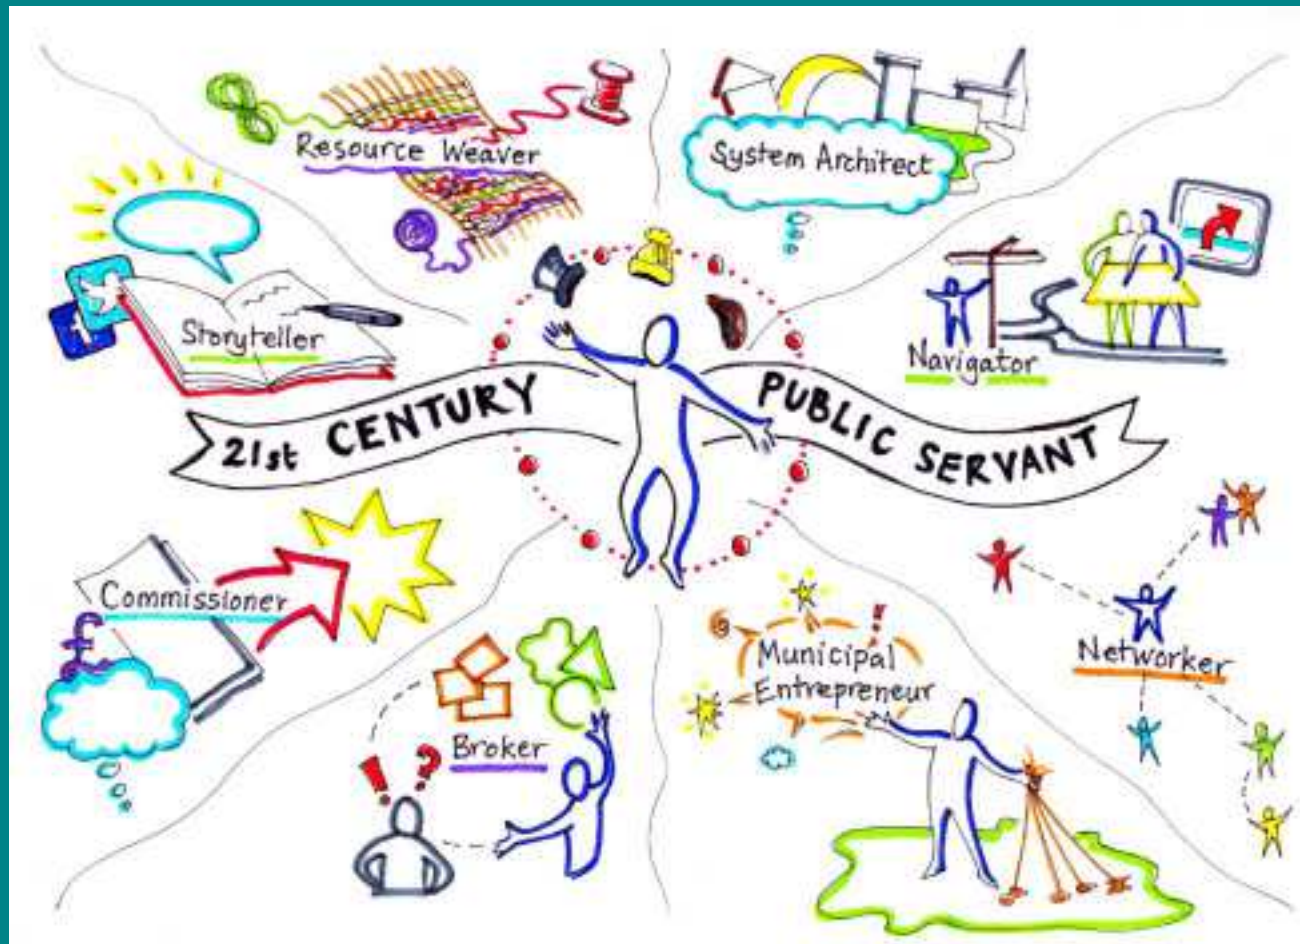 Resource Weaver
System Architect
Storyteller
Navigator
21st CENTURY
PUBLIC SERVANT
Commissioner
£
Broker
! ?
Municipal
Entrepreneur
!
Networker